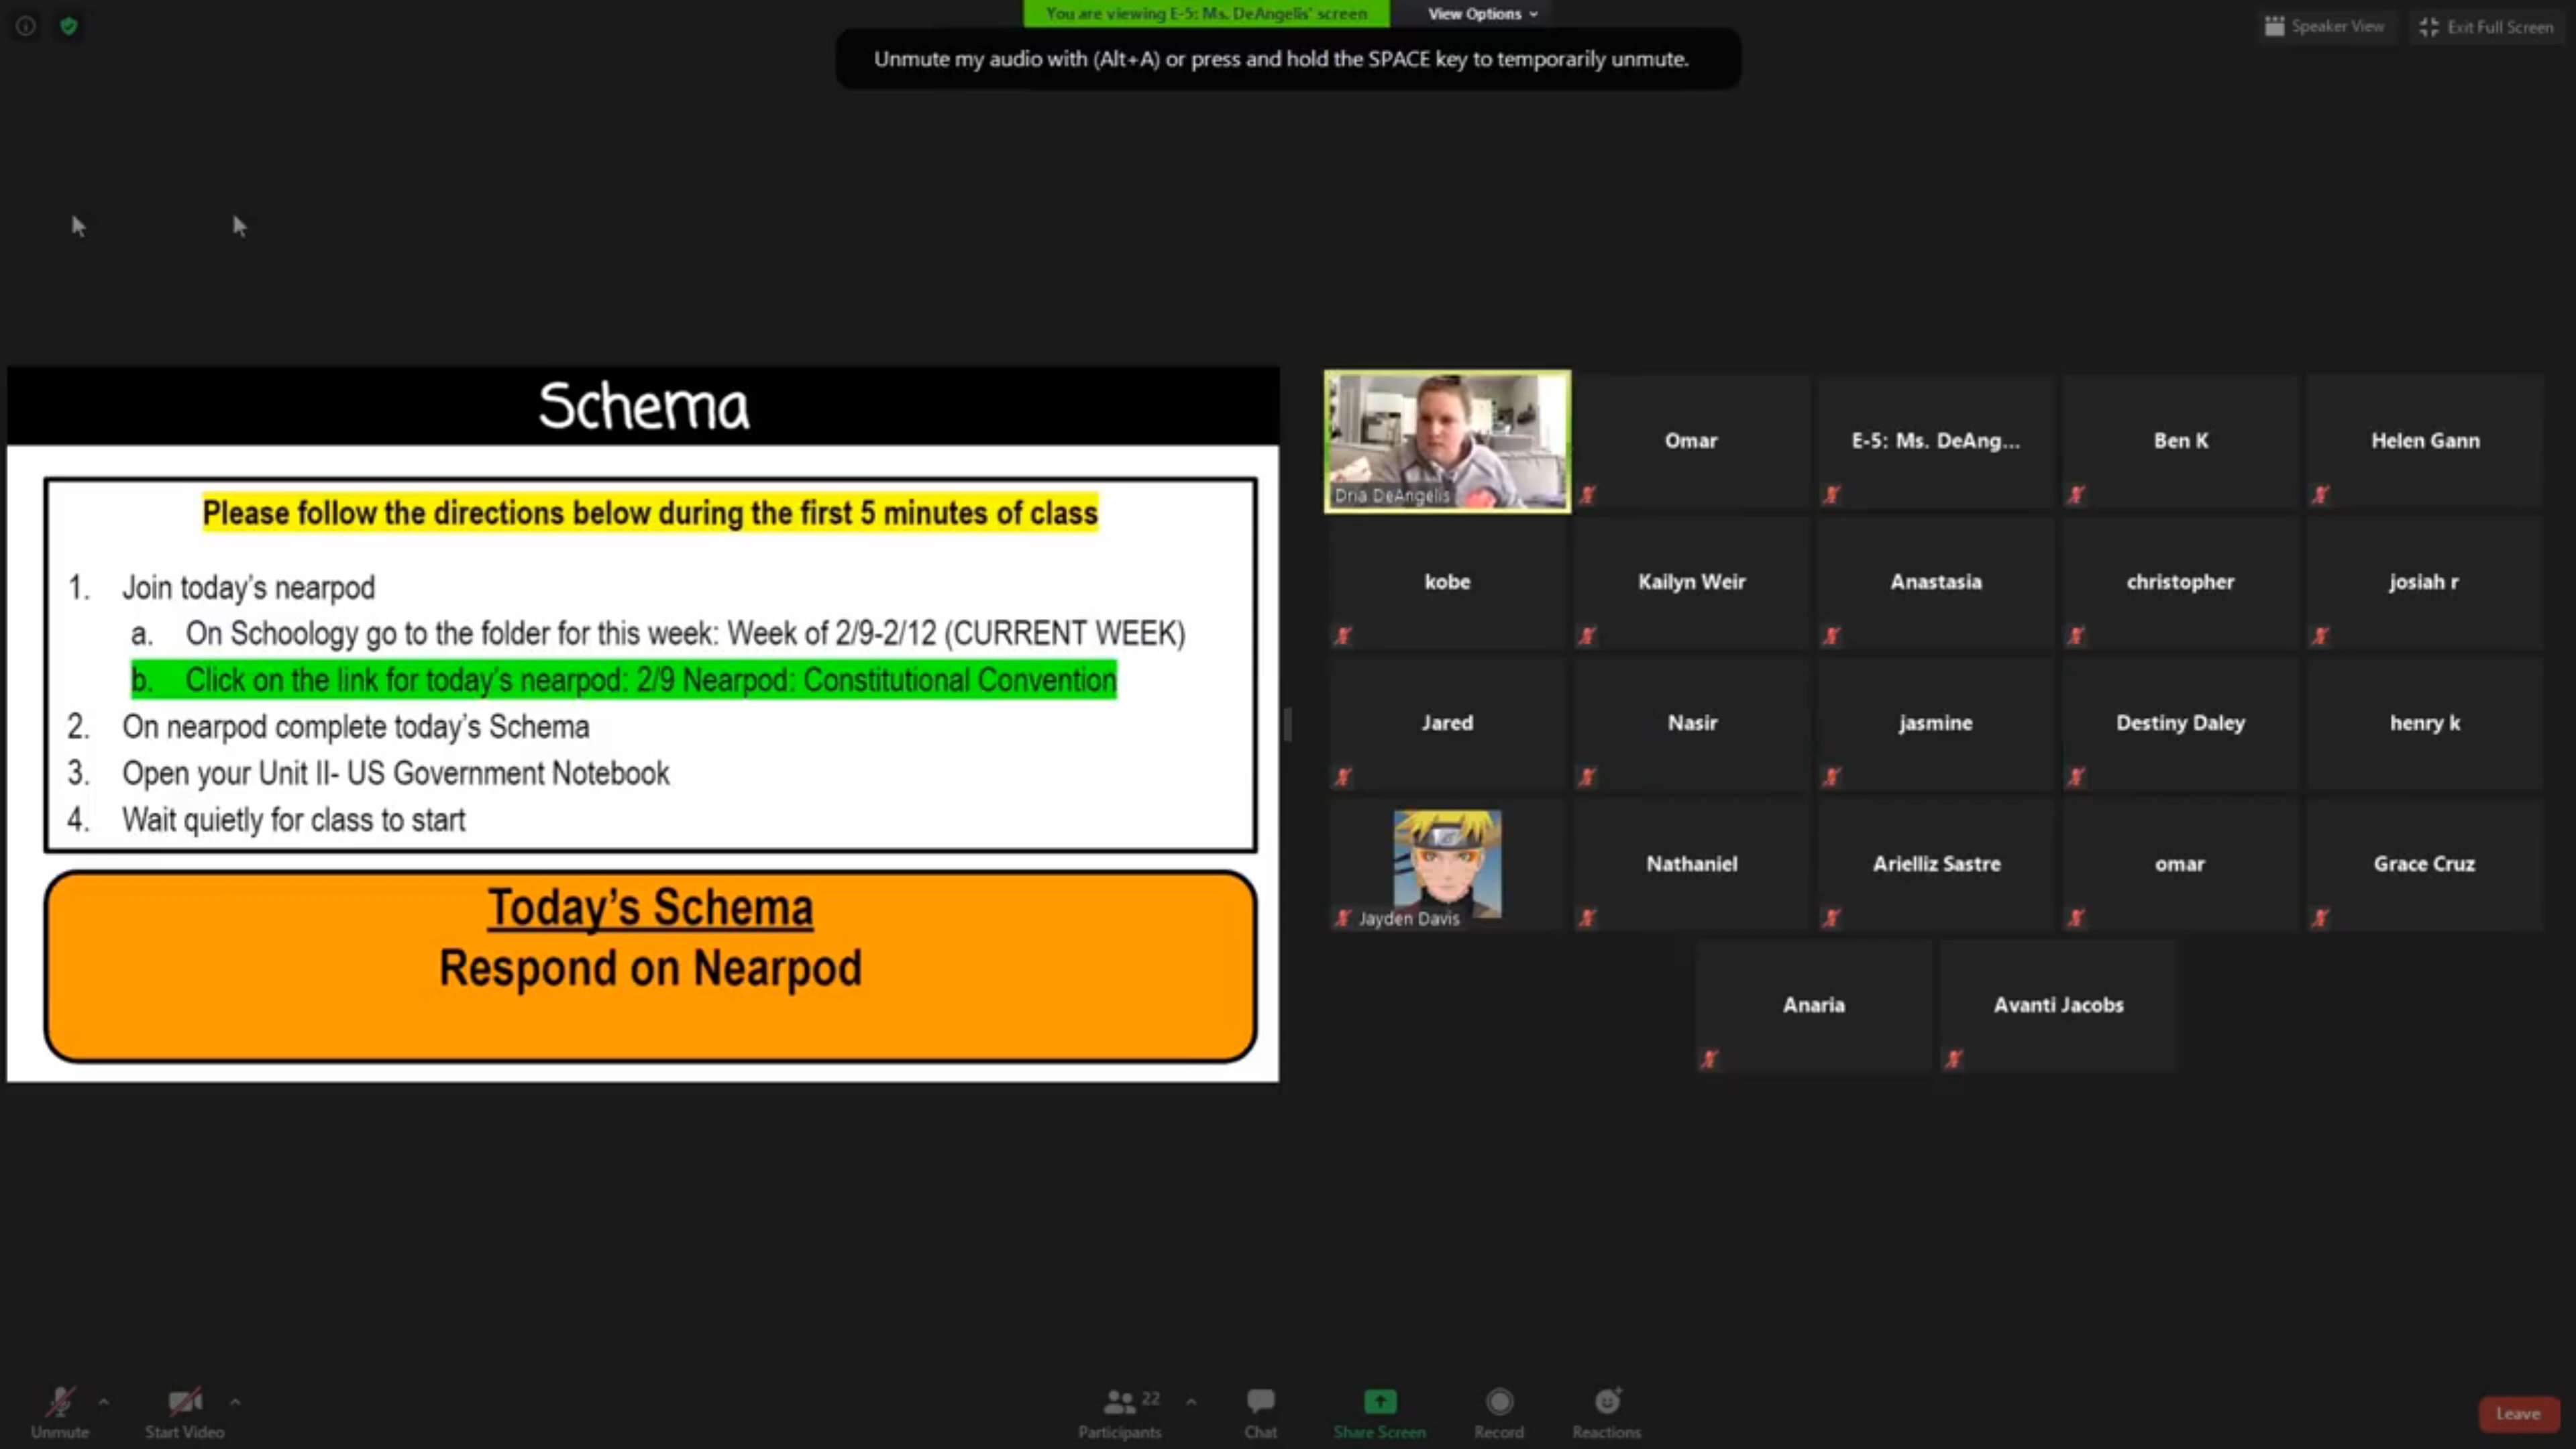 You are viewing E-5: Ms. DeAngelis' screen
View Options
Speaker View
Exit Full Screen
Unmute my audio with (Alt+A) or press and hold the SPACE key to temporarily unmute.
Schema
Please follow the directions below during the first 5 minutes of class
1. Join today's nearpod
a. On Schoology go to the folder for this week: Week of 2/9-2/12 (CURRENT WEEK)
b. Click on the link for today's nearpod: 2/9 Nearpod: Constitutional Convention
2. On nearpod complete today's Schema
3. Open your Unit II- US Government Notebook
4. Wait quietly for class to start
Today's Schema
Respond on Nearpod
Dria DeAngelis
Omar
E-5: Ms. DeAng...
Ben K
Helen Gann
kobe
Kailyn Weir
Anastasia
christopher
josiah r
Jared
Nasir
jasmine
Destiny Daley
henry k
Jayden Davis
Nathaniel
Arielliz Sastre
omar
Grace Cruz
Anaria
Avanti Jacobs
Unmute
Start Video
22
Participants
Chat
Share Screen
Record
Reactions
Leave